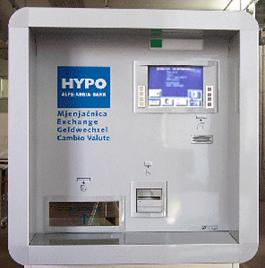 HYPO
ALPE-ADRIA-BANK
Mjenjačnica
Exchange
Geldwechsel
Cambio Valute